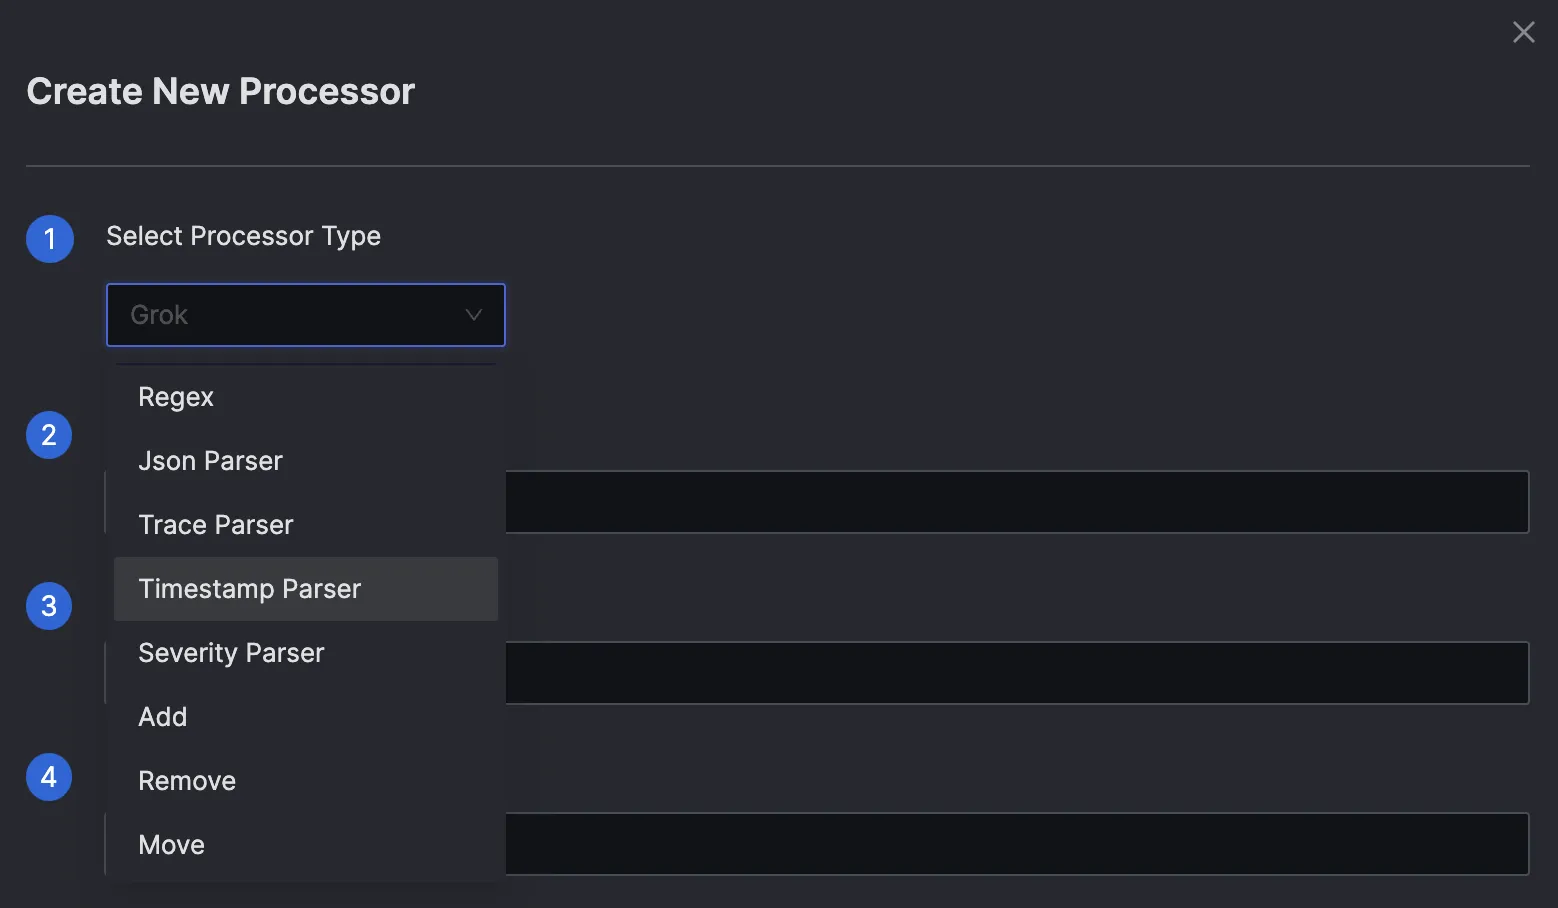 Create New Processor
1 Select Processor Type
Grok
Regex
2
Json Parser
Trace Parser
Timestamp Parser
3
Severity Parser
Add
4
Remove
Move